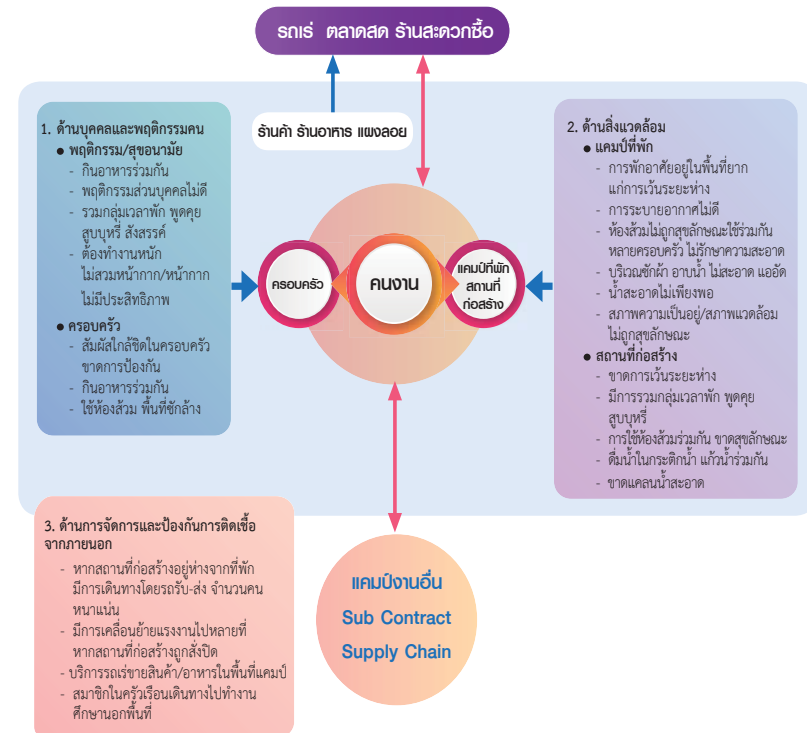 รถเร่ ตลาดสด ร้านสะดวกซื้อ
ร้านค้า ร้านอาหาร แผงลอย
1. ด้านบุคคลและพฤติกรรมคน
● พฤติกรรม/สุขอนามัย
- กินอาหารร่วมกัน
- พฤติกรรมส่วนบุคคลไม่ดี
- รวมกลุ่มเวลาพัก พูดคุย
สูบบุหรี่ สังสรรค์
- ต้องทำงานหนัก
ไม่สวมหน้ากาก/หน้ากาก
ไม่มีประสิทธิภาพ
● ครอบครัว
- สัมผัสใกล้ชิดในครอบครัว
ขาดการป้องกัน
- กินอาหารร่วมกัน
- ใช้ห้องส้วม พื้นที่ซักล้าง
ครอบครัว
คนงาน
แคมป์ที่พัก
สถานที่
ก่อสร้าง
2. ด้านสิ่งแวดล้อม
● แคมป์ที่พัก
- การพักอาศัยอยู่ในพื้นที่ยาก
แก่การเว้นระยะห่าง
- การระบายอากาศไม่ดี
- ห้องส้วมไม่ถูกสุขลักษณะใช้ร่วมกัน
หลายครอบครัว ไม่รักษาความสะอาด
- บริเวณซักผ้า อาบน้ำ ไม่สะอาด แออัด
- น้ำสะอาดไม่เพียงพอ
- สภาพความเป็นอยู่/สภาพแวดล้อม
ไม่ถูกสุขลักษณะ
● สถานที่ก่อสร้าง
- ขาดการเว้นระยะห่าง
- มีการรวมกลุ่มเวลาพัก พูดคุย
สูบบุหรี่
- การใช้ห้องส้วมร่วมกัน ขาดสุขลักษณะ
- ดื่มน้ำในกระติกน้ำ แก้วน้ำร่วมกัน
- ขาดแคลนน้ำสะอาด
3. ด้านการจัดการและป้องกันการติดเชื้อ
จากภายนอก
- หากสถานที่ก่อสร้างอยู่ห่างจากที่พัก
มีการเดินทางโดยรถรับ-ส่ง จำนวนคน
หนาแน่น
- มีการเคลื่อนย้ายแรงงานไปหลายที่
หากสถานที่ก่อสร้างถูกสั่งปิด
- บริการรถเร่ขายสินค้า/อาหารในพื้นที่แคมป์
- สมาชิกในครัวเรือนเดินทางไปทำงาน
ศึกษานอกพื้นที่
แคมป์งานอื่น
Sub Contract
Supply Chain